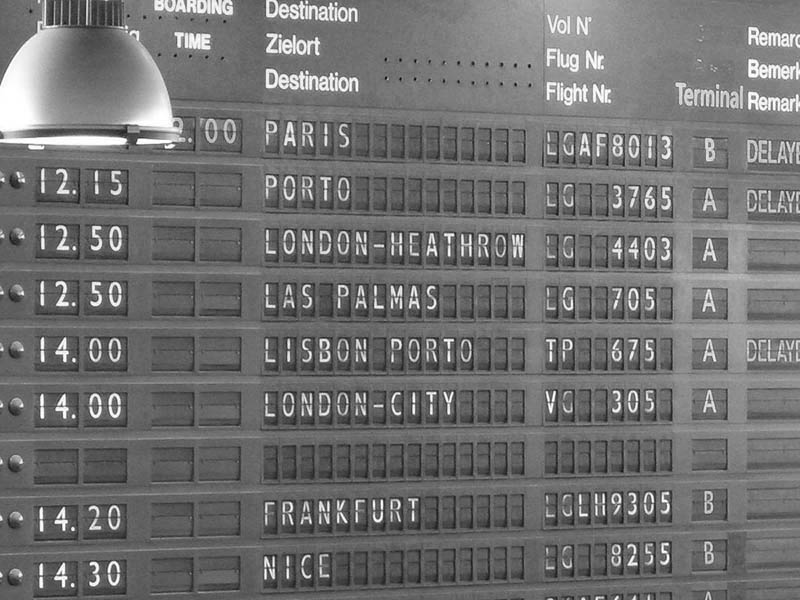 BOARDING
TIME
Destination
Zielort
Destination
Vol N°
Flug Nr.
Flight Nr.
Terminal
00 PARIS LGAF8013 B
12.15 PORTO LG 3765 A
12.50 LONDON-HEATHROW LG 4403 A
12.50 LAS PALMAS LG 705 A
14.00 LISBON PORTO TP 675 A
14.00 LONDON-CITY VG 305 A
14.20 FRANKFURT LGLH9305 B
14.30 NICE LG 8255 B